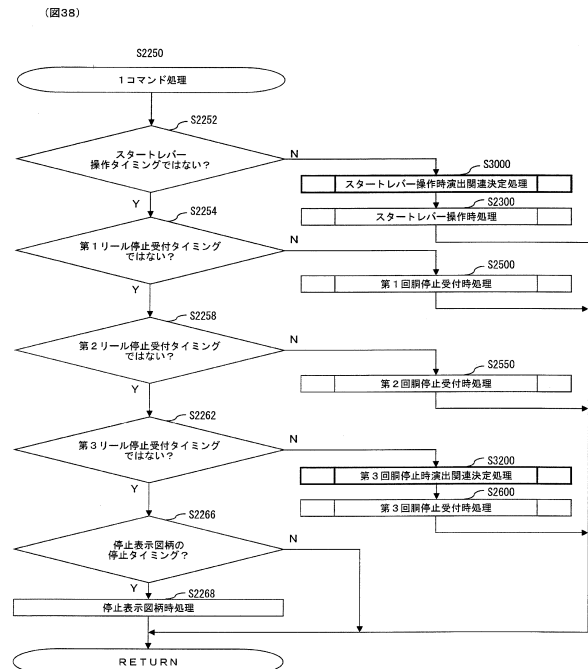 (図38)
S2250
1コマンド処理
S2252
スタートレバー
操作タイミングではない?
N
Y
S3000
スタートレバー操作時演出関連決定処理
S2300
スタートレバー操作時処理
S2254
第1リール停止受付タイミング
ではない?
N
Y
S2500
第1回胴停止受付時処理
S2258
第2リール停止受付タイミング
ではない?
N
Y
S2550
第2回胴停止受付時処理
S2262
第3リール停止受付タイミング
ではない?
N
Y
S3200
第3回胴停止時演出関連決定処理
S2600
第3回胴停止受付時処理
S2266
停止表示図柄の
停止タイミング?
N
Y
S2268
停止表示図柄時処理
RETURN